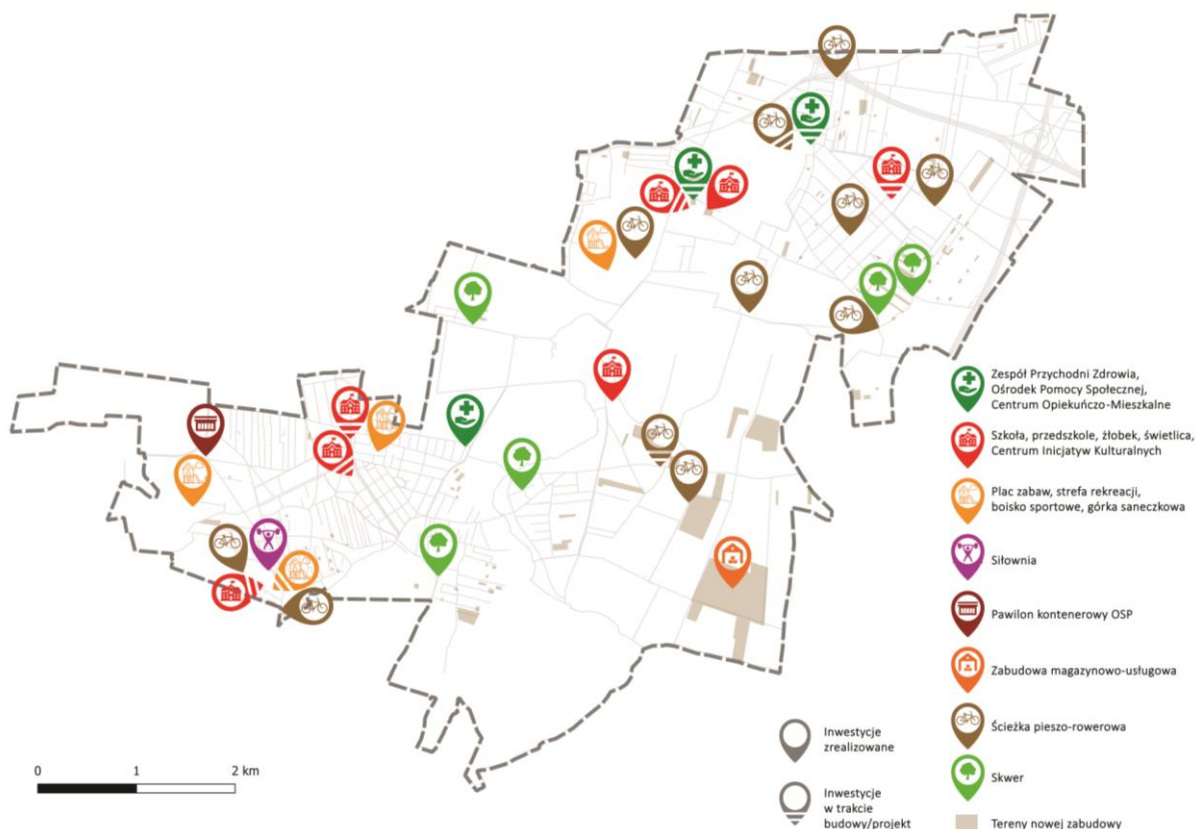 Zespół Przychodni Zdrowia,
Ośrodek Pomocy Społecznej,
Centrum Opiekuńczo-Mieszkalne
Szkoła, przedszkole, żłobek, świetlica,
Centrum Inicjatyw Kulturalnych
Plac zabaw, strefa rekreacji,
boisko sportowe, górka saneczkowa
Siłownia
Pawilon kontenerowy OSP
Zabudowa magazynowo-usługowa
Ścieżka pieszo-rowerowa
Skwer
Tereny nowej zabudowy
Inwestycje
zrealizowane
Inwestycje
w trakcie
budowy/projekt
0 1 2 km